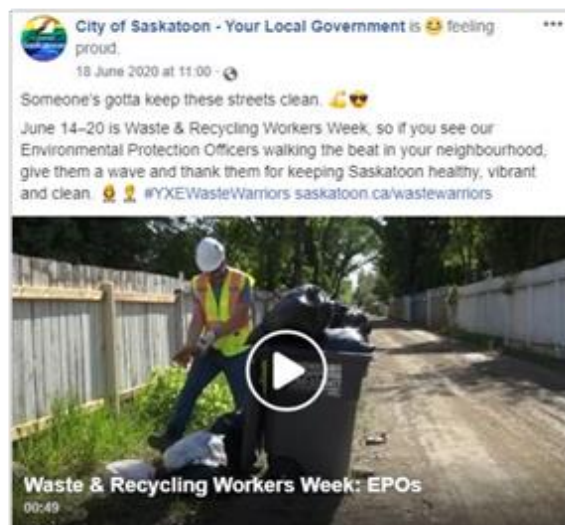 City of Saskatoon - Your Local Government is 😄 feeling
proud.
18 June 2020 at 11:00 ·
Someone's gotta keep these streets clean. 💪😎
June 14–20 is Waste & Recycling Workers Week, so if you see our
Environmental Protection Officers walking the beat in your neighbourhood,
give them a wave and thank them for keeping Saskatoon healthy, vibrant
and clean. #YXEWasteWarriors saskatoon.ca/wastewarriors
Waste & Recycling Workers Week: EPOs
00:49